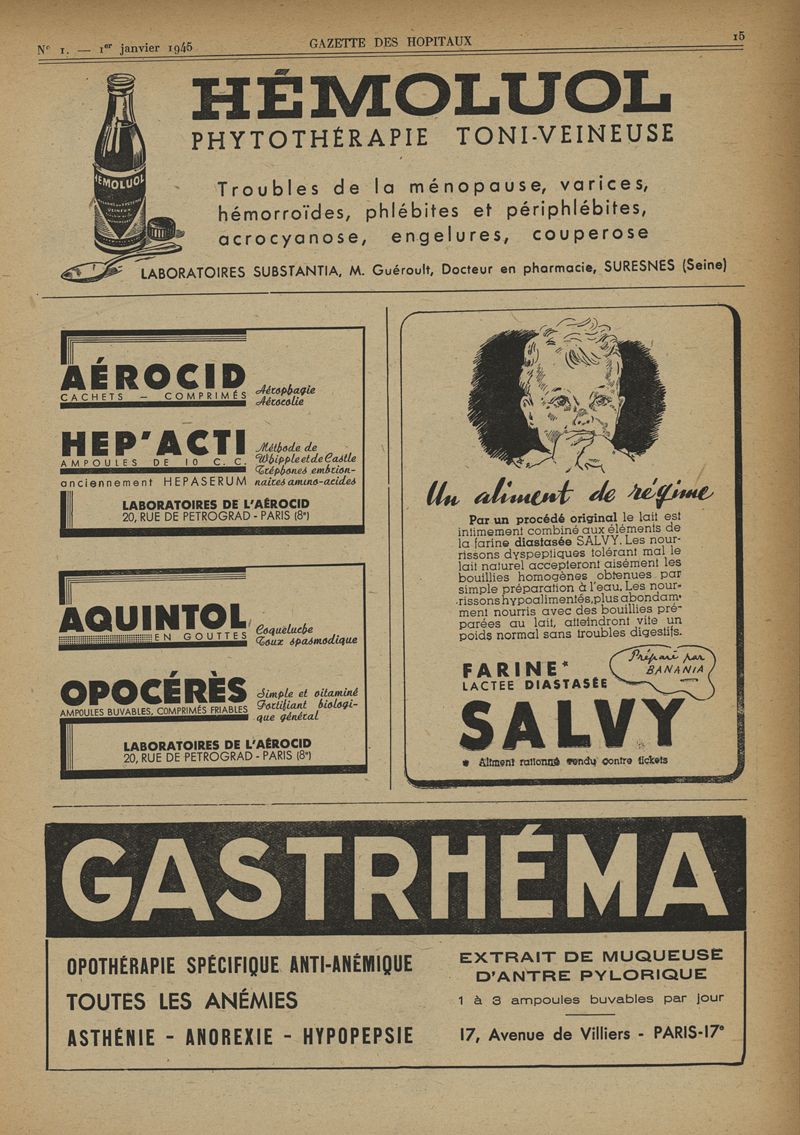 Nº 1. — 1er janvier 1945
GAZETTE DES HOPITAUX
15
HÉMOLUOL
PHYTOTHÉRAPIE TONI-VEINEUSE
HEMOLUOL
Troubles de la ménopause, varices,
hémorroïdes, phlébites et périphlébites,
acrocyanose, engelures, couperose
LABORATOIRES SUBSTANTIA, M. Guéroult, Docteur en pharmacie, SURESNES (Seine)
AÉROCID
CACHETS — COMPRIMÉS
Aérophagie
Aérocolie
HEP'ACTI
AMPOULES DE 10 C. C.
anciennement HEPASERUM
Méthode de
Whipple et de Castle
Tréphones embrion-
naires amino-acides
LABORATOIRES DE L'AÉROCID
20, RUE DE PETROGRAD - PARIS (8e)
AQUINTOL
EN GOUTTES
Coqueluche
Toux spasmodique
OPOCÉRÈS
AMPOULES BUVABLES, COMPRIMÉS FRIABLES
Simple et vitaminé
Fortifiant biologi-
que général
LABORATOIRES DE L'AÉROCID
20, RUE DE PETROGRAD - PARIS (8e)
Un aliment de régime
Par un procédé original le lait est
intimement combiné aux éléments de
la farine diastasée SALVY. Les nour-
rissons dyspeptiques tolérant mal le
lait naturel accepteront aisément les
bouillies homogènes obtenues par
simple préparation à l'eau. Les nour-
rissons hypoalimentés, plus abondam-
ment nourris avec des bouillies pré-
parées au lait, atteindront vite un
poids normal sans troubles digestifs.
Préparé par
BANANIA
FARINE*
LACTEE DIASTASÉE
SALVY
* Aliment rationné vendu contre tickets
GASTRHÉMA
OPOTHÉRAPIE SPÉCIFIQUE ANTI-ANÉMIQUE
TOUTES LES ANÉMIES
ASTHÉNIE - ANOREXIE - HYPOPEPSIE
EXTRAIT DE MUQUEUSE
D'ANTRE PYLORIQUE
1 à 3 ampoules buvables par jour
17, Avenue de Villiers - PARIS-17e